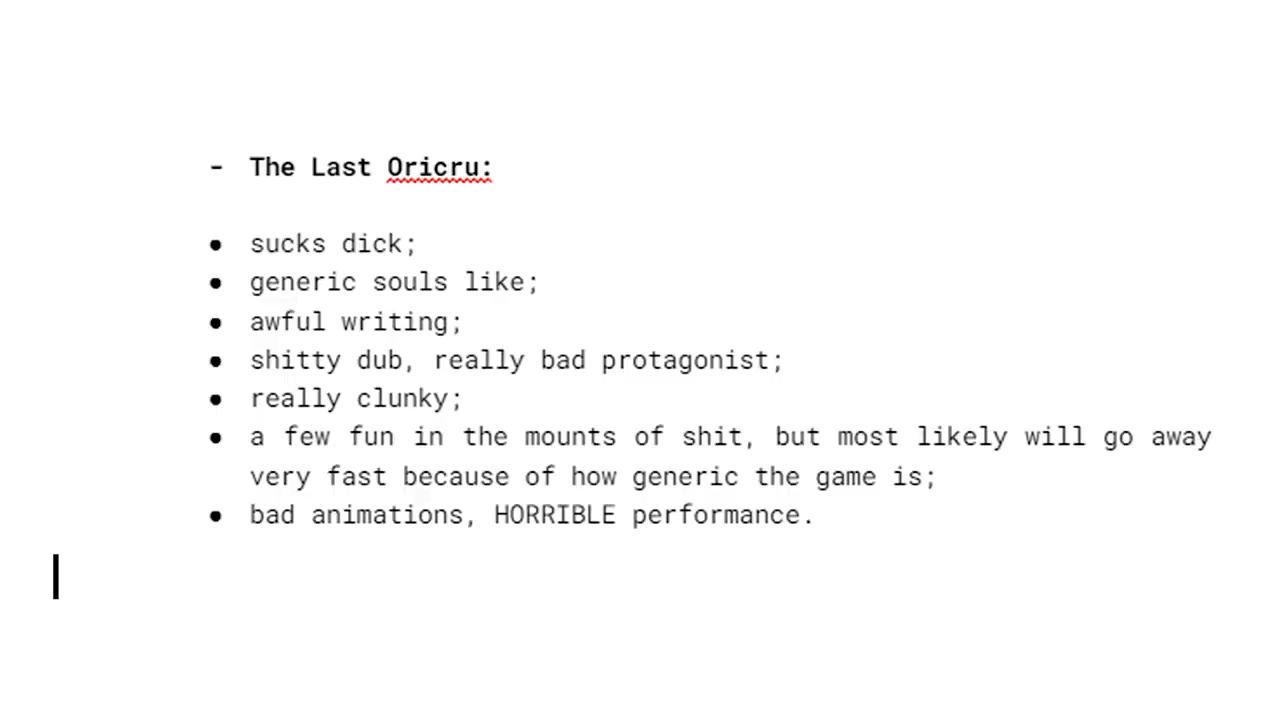 - The Last Oricru:
● sucks dick;
● generic souls like;
● awful writing;
● shitty dub, really bad protagonist;
● really clunky;
● a few fun in the mounts of shit, but most likely will go away
very fast because of how generic the game is;
● bad animations, HORRIBLE performance.